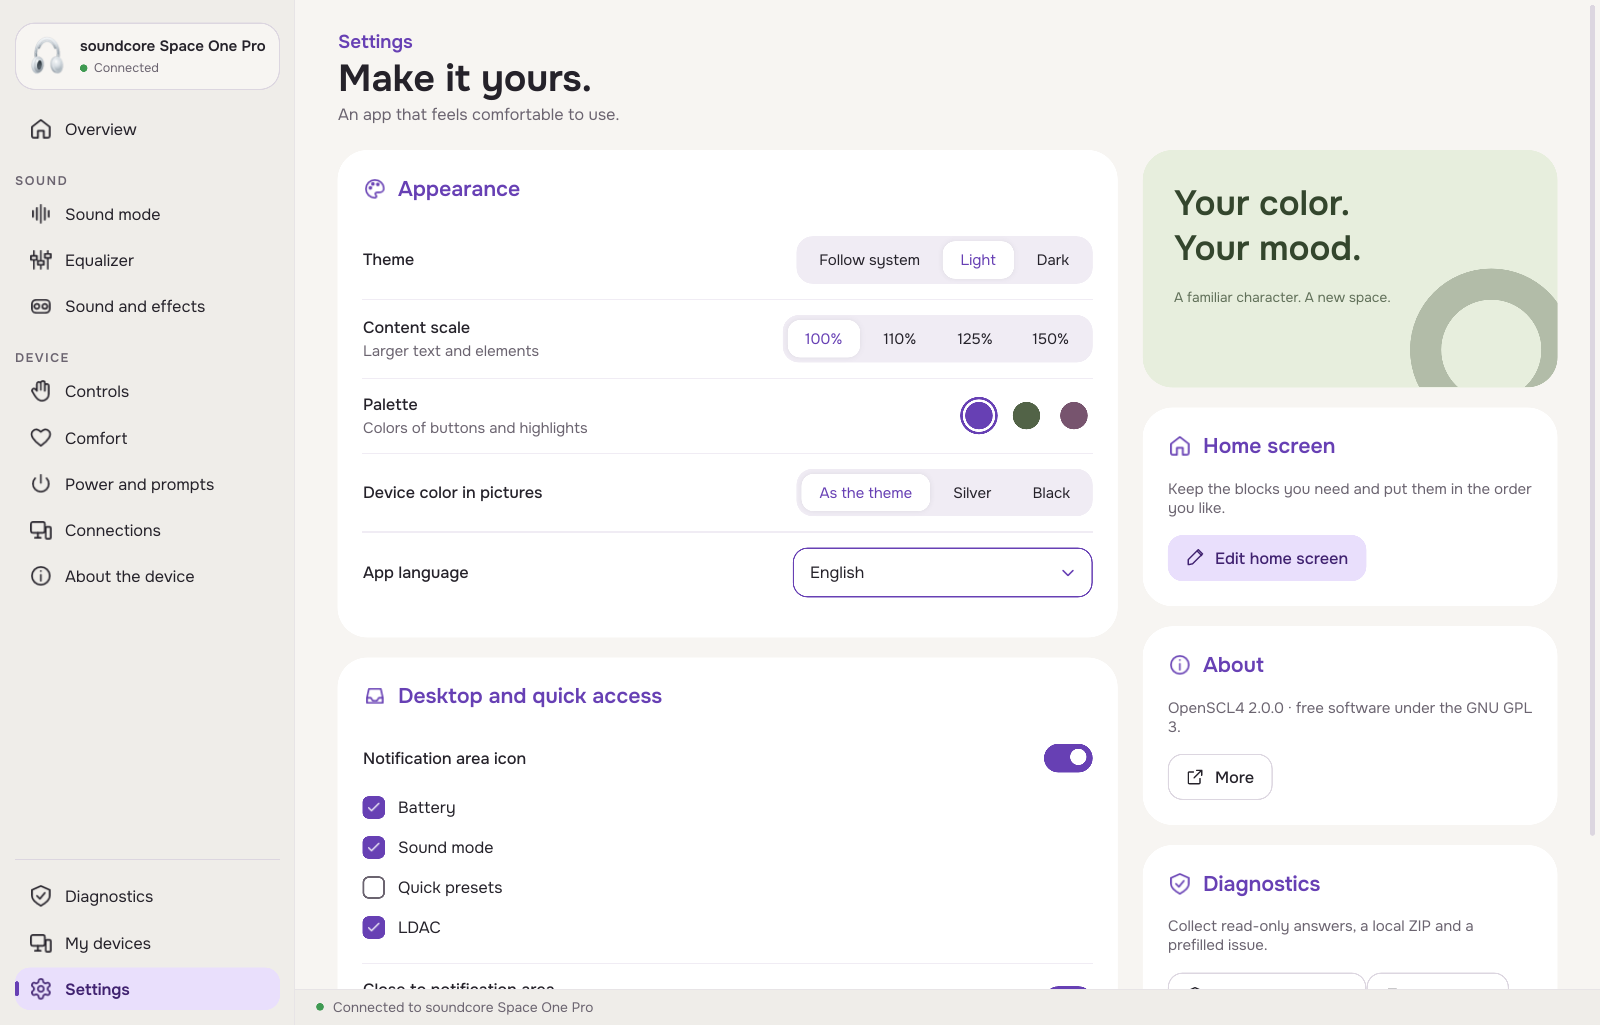 soundcore Space One Pro
Connected
Overview
SOUND
Sound mode
Equalizer
Sound and effects
DEVICE
Controls
Comfort
Power and prompts
Connections
About the device
Diagnostics
My devices
Settings
Settings
Make it yours.
An app that feels comfortable to use.
Appearance
Theme
Follow system
Light
Dark
Content scale
Larger text and elements
100%
110%
125%
150%
Palette
Colors of buttons and highlights
Device color in pictures
As the theme
Silver
Black
App language
English
Desktop and quick access
Notification area icon
Battery
Sound mode
Quick presets
LDAC
Close to notification area
Your color.
Your mood.
A familiar character. A new space.
Home screen
Keep the blocks you need and put them in the order
you like.
Edit home screen
About
OpenSCL4 2.0.0 · free software under the GNU GPL
3.
More
Diagnostics
Collect read-only answers, a local ZIP and a
prefilled issue.
Connected to soundcore Space One Pro